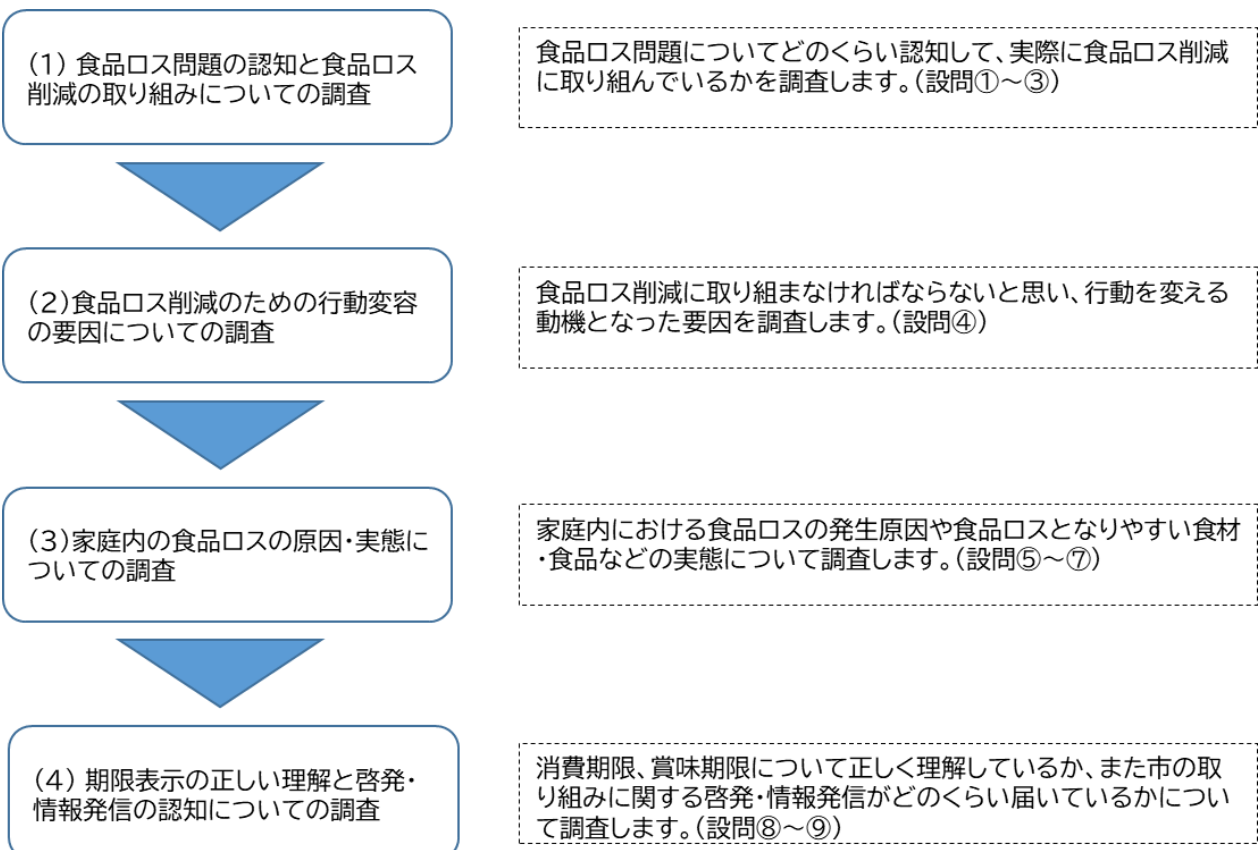 (1) 食品ロス問題の認知と食品ロス
削減の取り組みについての調査
食品ロス問題についてどのくらい認知して、実際に食品ロス削減
に取り組んでいるかを調査します。(設問①～③)
(2)食品ロス削減のための行動変容
の要因についての調査
食品ロス削減に取り組まなければならないと思い、行動を変える
動機となった要因を調査します。(設問④)
(3)家庭内の食品ロスの原因・実態に
ついての調査
家庭内における食品ロスの発生原因や食品ロスとなりやすい食材
・食品などの実態について調査します。(設問⑤～⑦)
(4) 期限表示の正しい理解と啓発・
情報発信の認知についての調査
消費期限、賞味期限について正しく理解しているか、また市の取
り組みに関する啓発・情報発信がどのくらい届いているかについ
て調査します。(設問⑧～⑨)